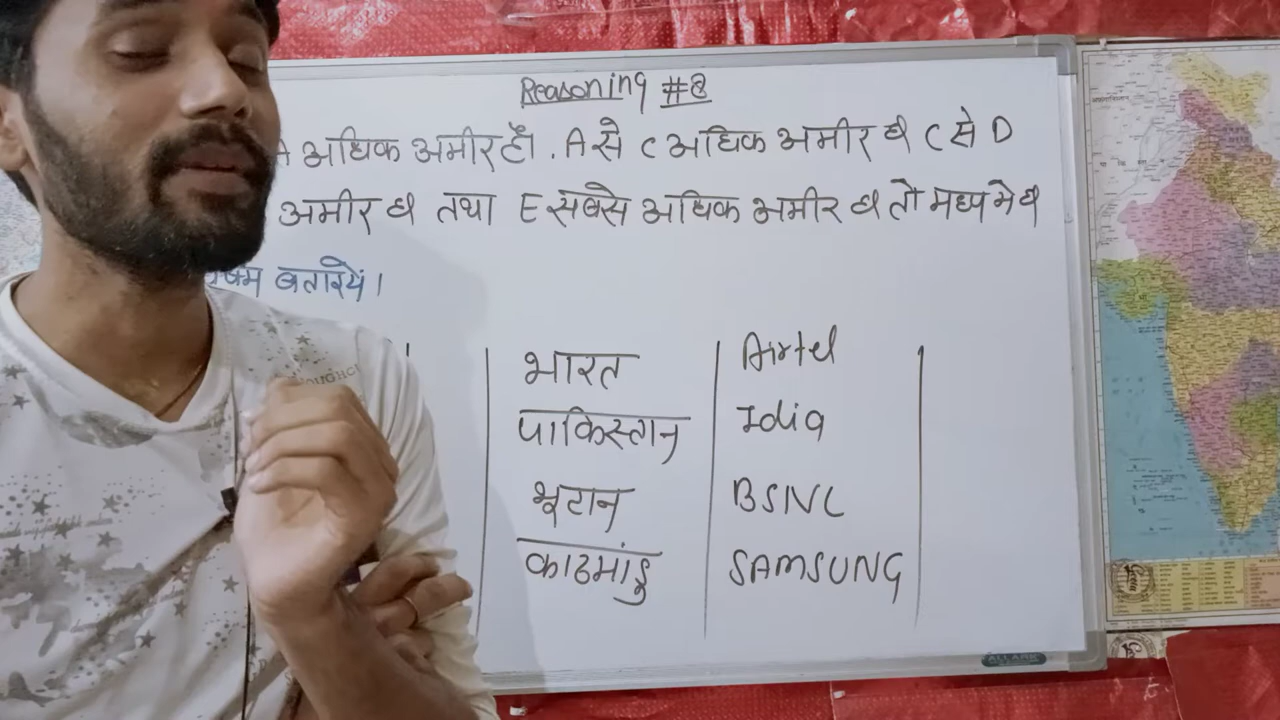 Reasoning #8
A अधिक अमीर है. A से C अधिक अमीर है C से D
अमीर है तथा E सबसे अधिक अमीर है तो मध्य मे है
बताइये।
भारत
पाकिस्तान
भूटान
काठमांडु
Airtel
Idia
BSNL
SAMSUNG